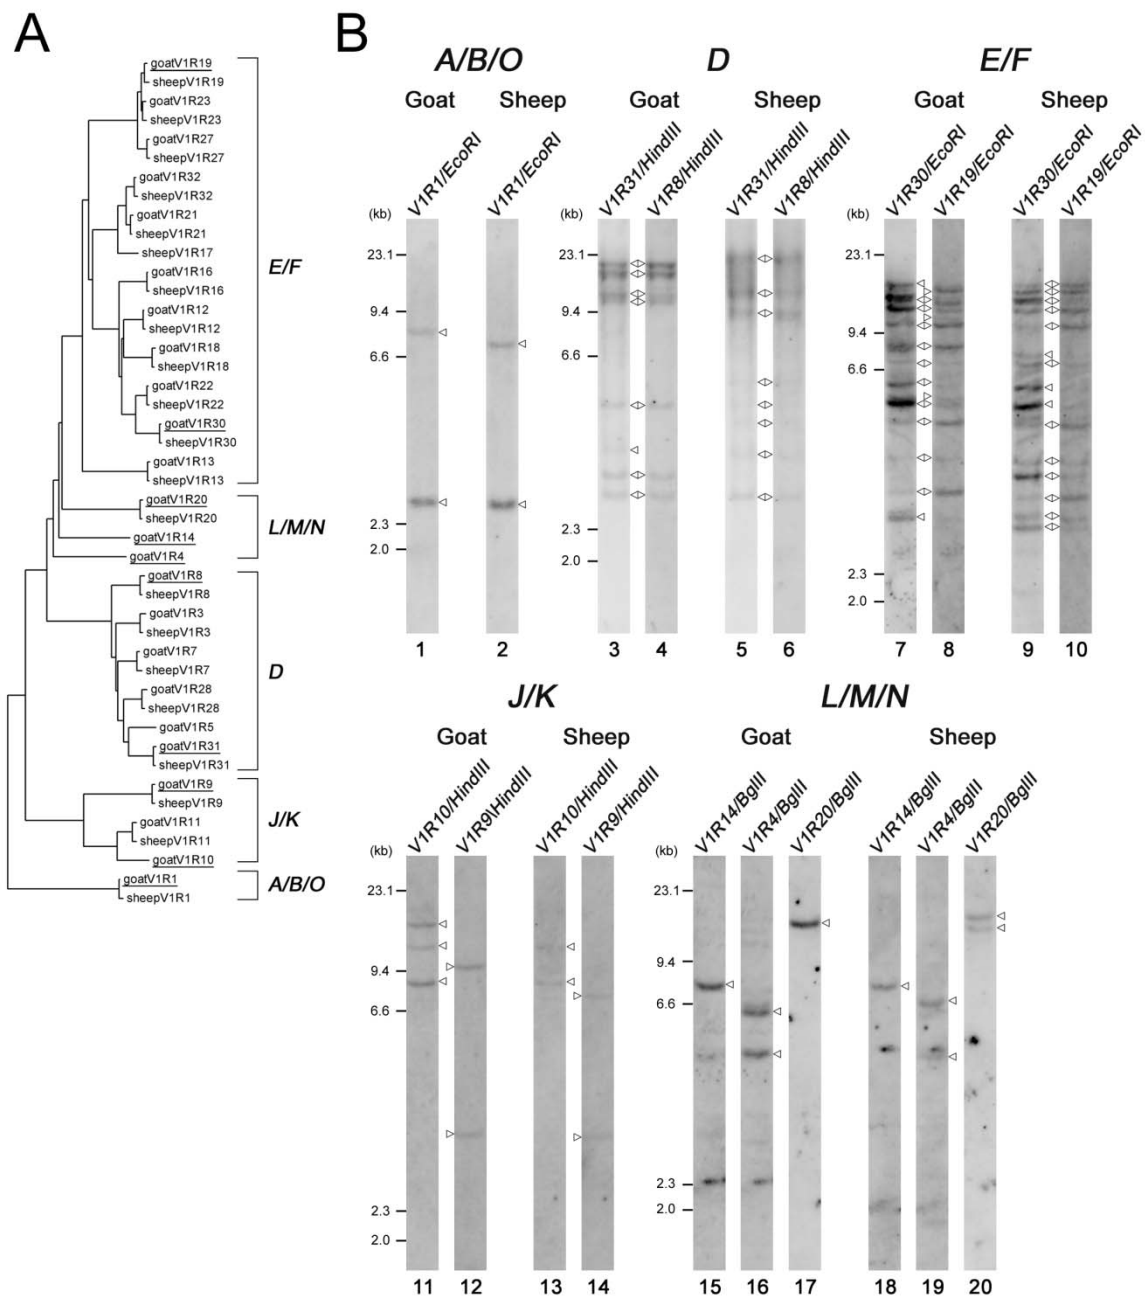 A
goatV1R19
sheepV1R19
goatV1R23
sheepV1R23
goatV1R27
sheepV1R27
goatV1R32
sheepV1R32
goatV1R21
sheepV1R21
sheepV1R17
goatV1R16
sheepV1R16
goatV1R12
sheepV1R12
goatV1R18
sheepV1R18
goatV1R22
sheepV1R22
goatV1R30
sheepV1R30
goatV1R13
sheepV1R13
E/F
goatV1R20
sheepV1R20
goatV1R14
goatV1R4
L/M/N
goatV1R8
sheepV1R8
goatV1R3
sheepV1R3
goatV1R7
sheepV1R7
goatV1R28
sheepV1R28
goatV1R5
goatV1R31
sheepV1R31
D
goatV1R9
sheepV1R9
goatV1R11
sheepV1R11
goatV1R10
J/K
goatV1R1
sheepV1R1
A/B/O
B
A/B/O
Goat Sheep
V1R1/EcoRI
V1R1/EcoRI
(kb)
23.1
9.4
6.6
2.3
2.0
1 2
D
Goat Sheep
V1R31/HindIII
V1R8/HindIII
V1R31/HindIII
V1R8/HindIII
(kb)
23.1
9.4
6.6
2.3
2.0
3 4 5 6
E/F
Goat Sheep
V1R30/EcoRI
V1R19/EcoRI
V1R30/EcoRI
V1R19/EcoRI
(kb)
23.1
9.4
6.6
2.3
2.0
7 8 9 10
J/K
Goat Sheep
V1R10/HindIII
V1R9\HindIII
V1R10/HindIII
V1R9/HindIII
(kb)
23.1
9.4
6.6
2.3
2.0
11 12 13 14
L/M/N
Goat Sheep
V1R14/BglII
V1R4/BglII
V1R20/BglII
V1R14/BglII
V1R4/BglII
V1R20/BglII
(kb)
23.1
9.4
6.6
2.3
2.0
15 16 17 18 19 20